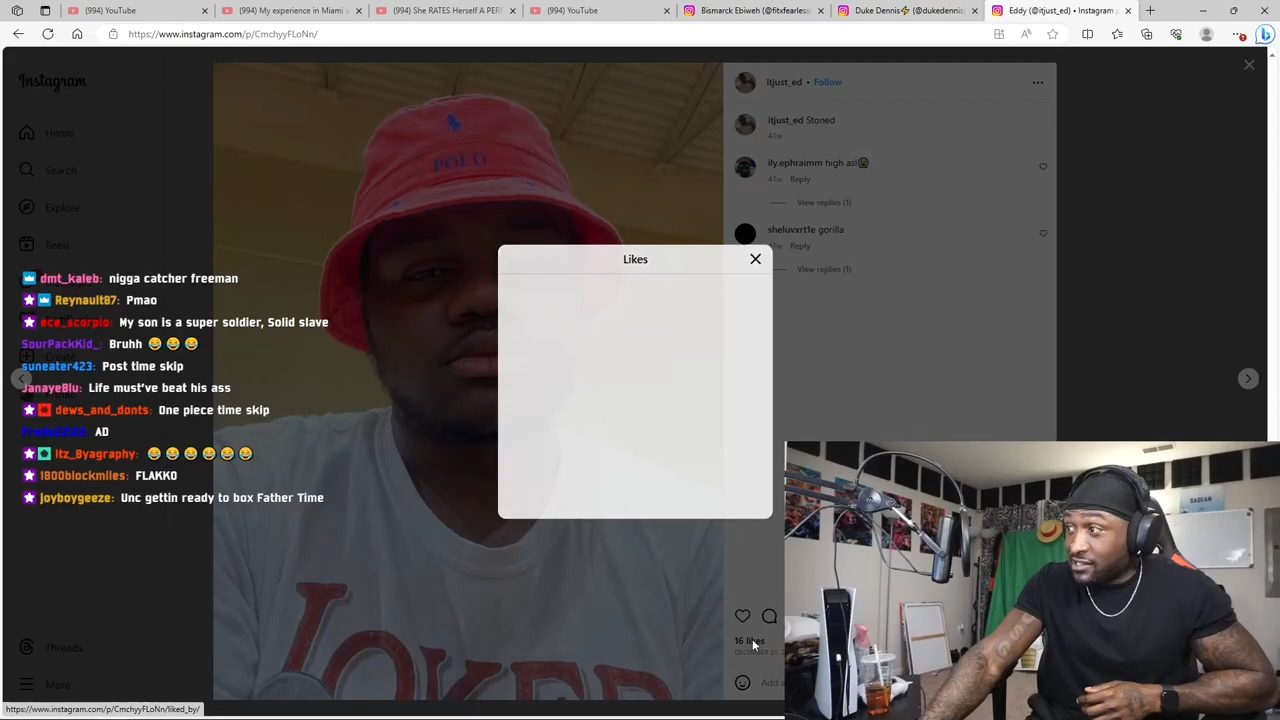 (994) YouTube
(994) My experience in Miami a
(994) She RATES Herself A PERF
(994) YouTube
Bismarck Ebiweh (@fitxfearless
Duke Dennis⚡ (@dukedennis
Eddy (@itjust_ed) • Instagram p
https://www.instagram.com/p/CmchyyFLoNn/
Instagram
Home
Search
Explore
Reels
Create
Threads
More
POLO
LOVED
itjust_ed • Follow
itjust_ed Stoned
41w
ily.ephraimm high asl😭
41w Reply
View replies (1)
sheluvxrt1e gorilla
Reply
View replies (1)
Likes
dmt_kaleb: nigga catcher freeman
Reynault87: Pmao
ace_scorpio: My son is a super soldier, Solid slave
SourPackKid_: Bruhh 😂 😂 😂
suneater423: Post time skip
JanayeBlu: Life must've beat his ass
dews_and_donts: One piece time skip
AD
Itz_Byagraphy: 😂 😂 😂 😂 😂
1800blockmiles: FLAKKO
joyboygeeze: Unc gettin ready to box Father Time
16 likes
Add a
https://www.instagram.com/p/CmchyyFLoNn/liked_by/